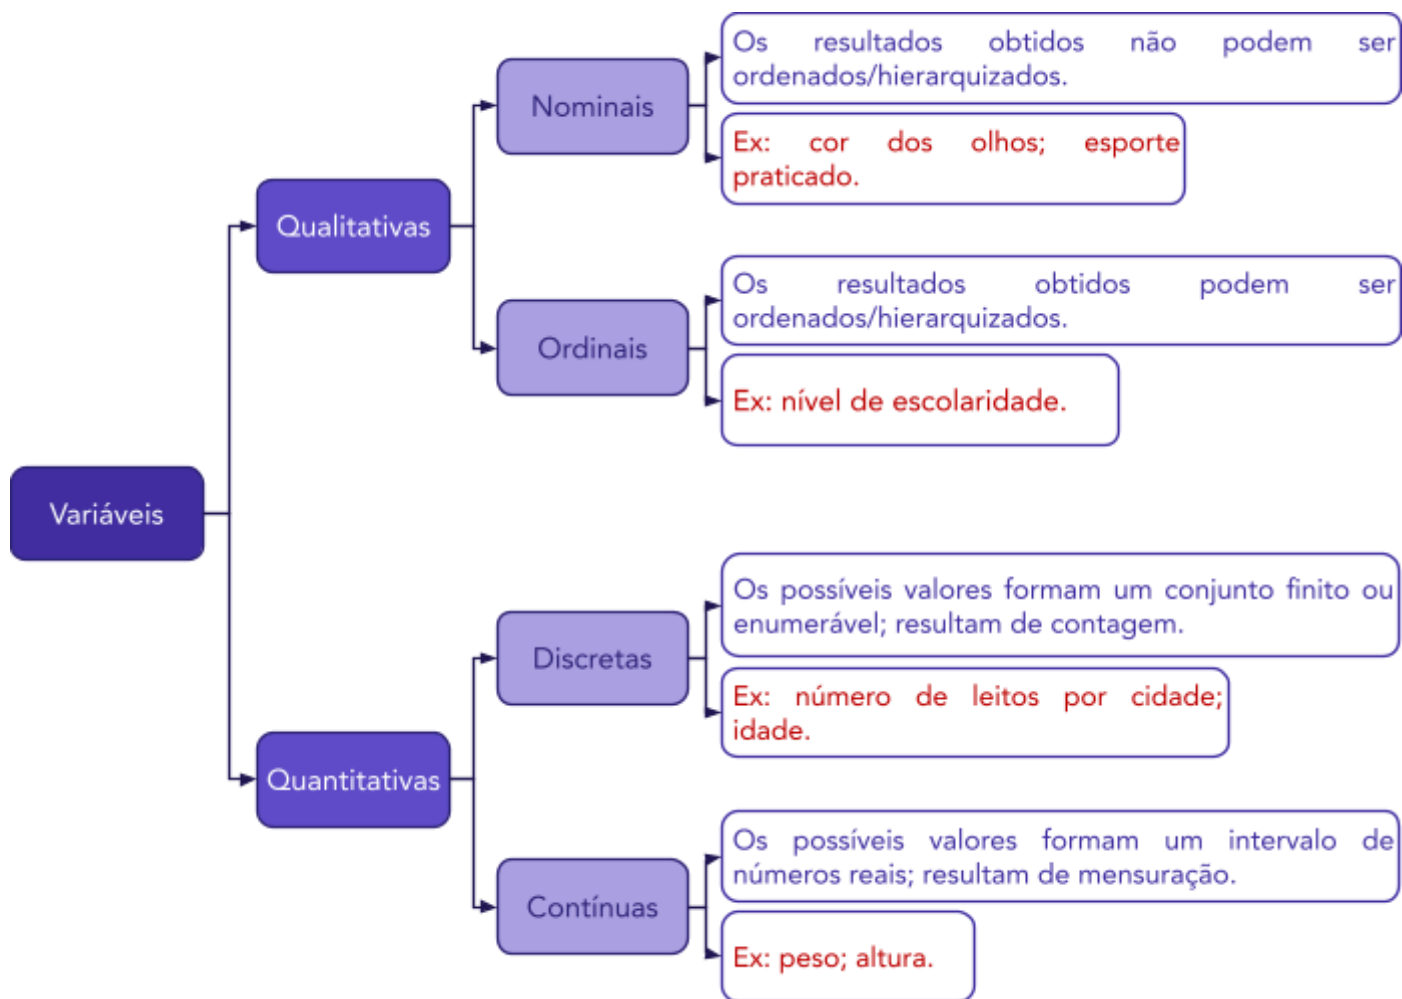 Variáveis
Qualitativas
Nominais
Os resultados obtidos não podem ser
ordenados/hierarquizados.
Ex: cor dos olhos; esporte
praticado.
Ordinais
Os resultados obtidos podem ser
ordenados/hierarquizados.
Ex: nível de escolaridade.
Quantitativas
Discretas
Os possíveis valores formam um conjunto finito ou
enumerável; resultam de contagem.
Ex: número de leitos por cidade;
idade.
Contínuas
Os possíveis valores formam um intervalo de
números reais; resultam de mensuração.
Ex: peso; altura.